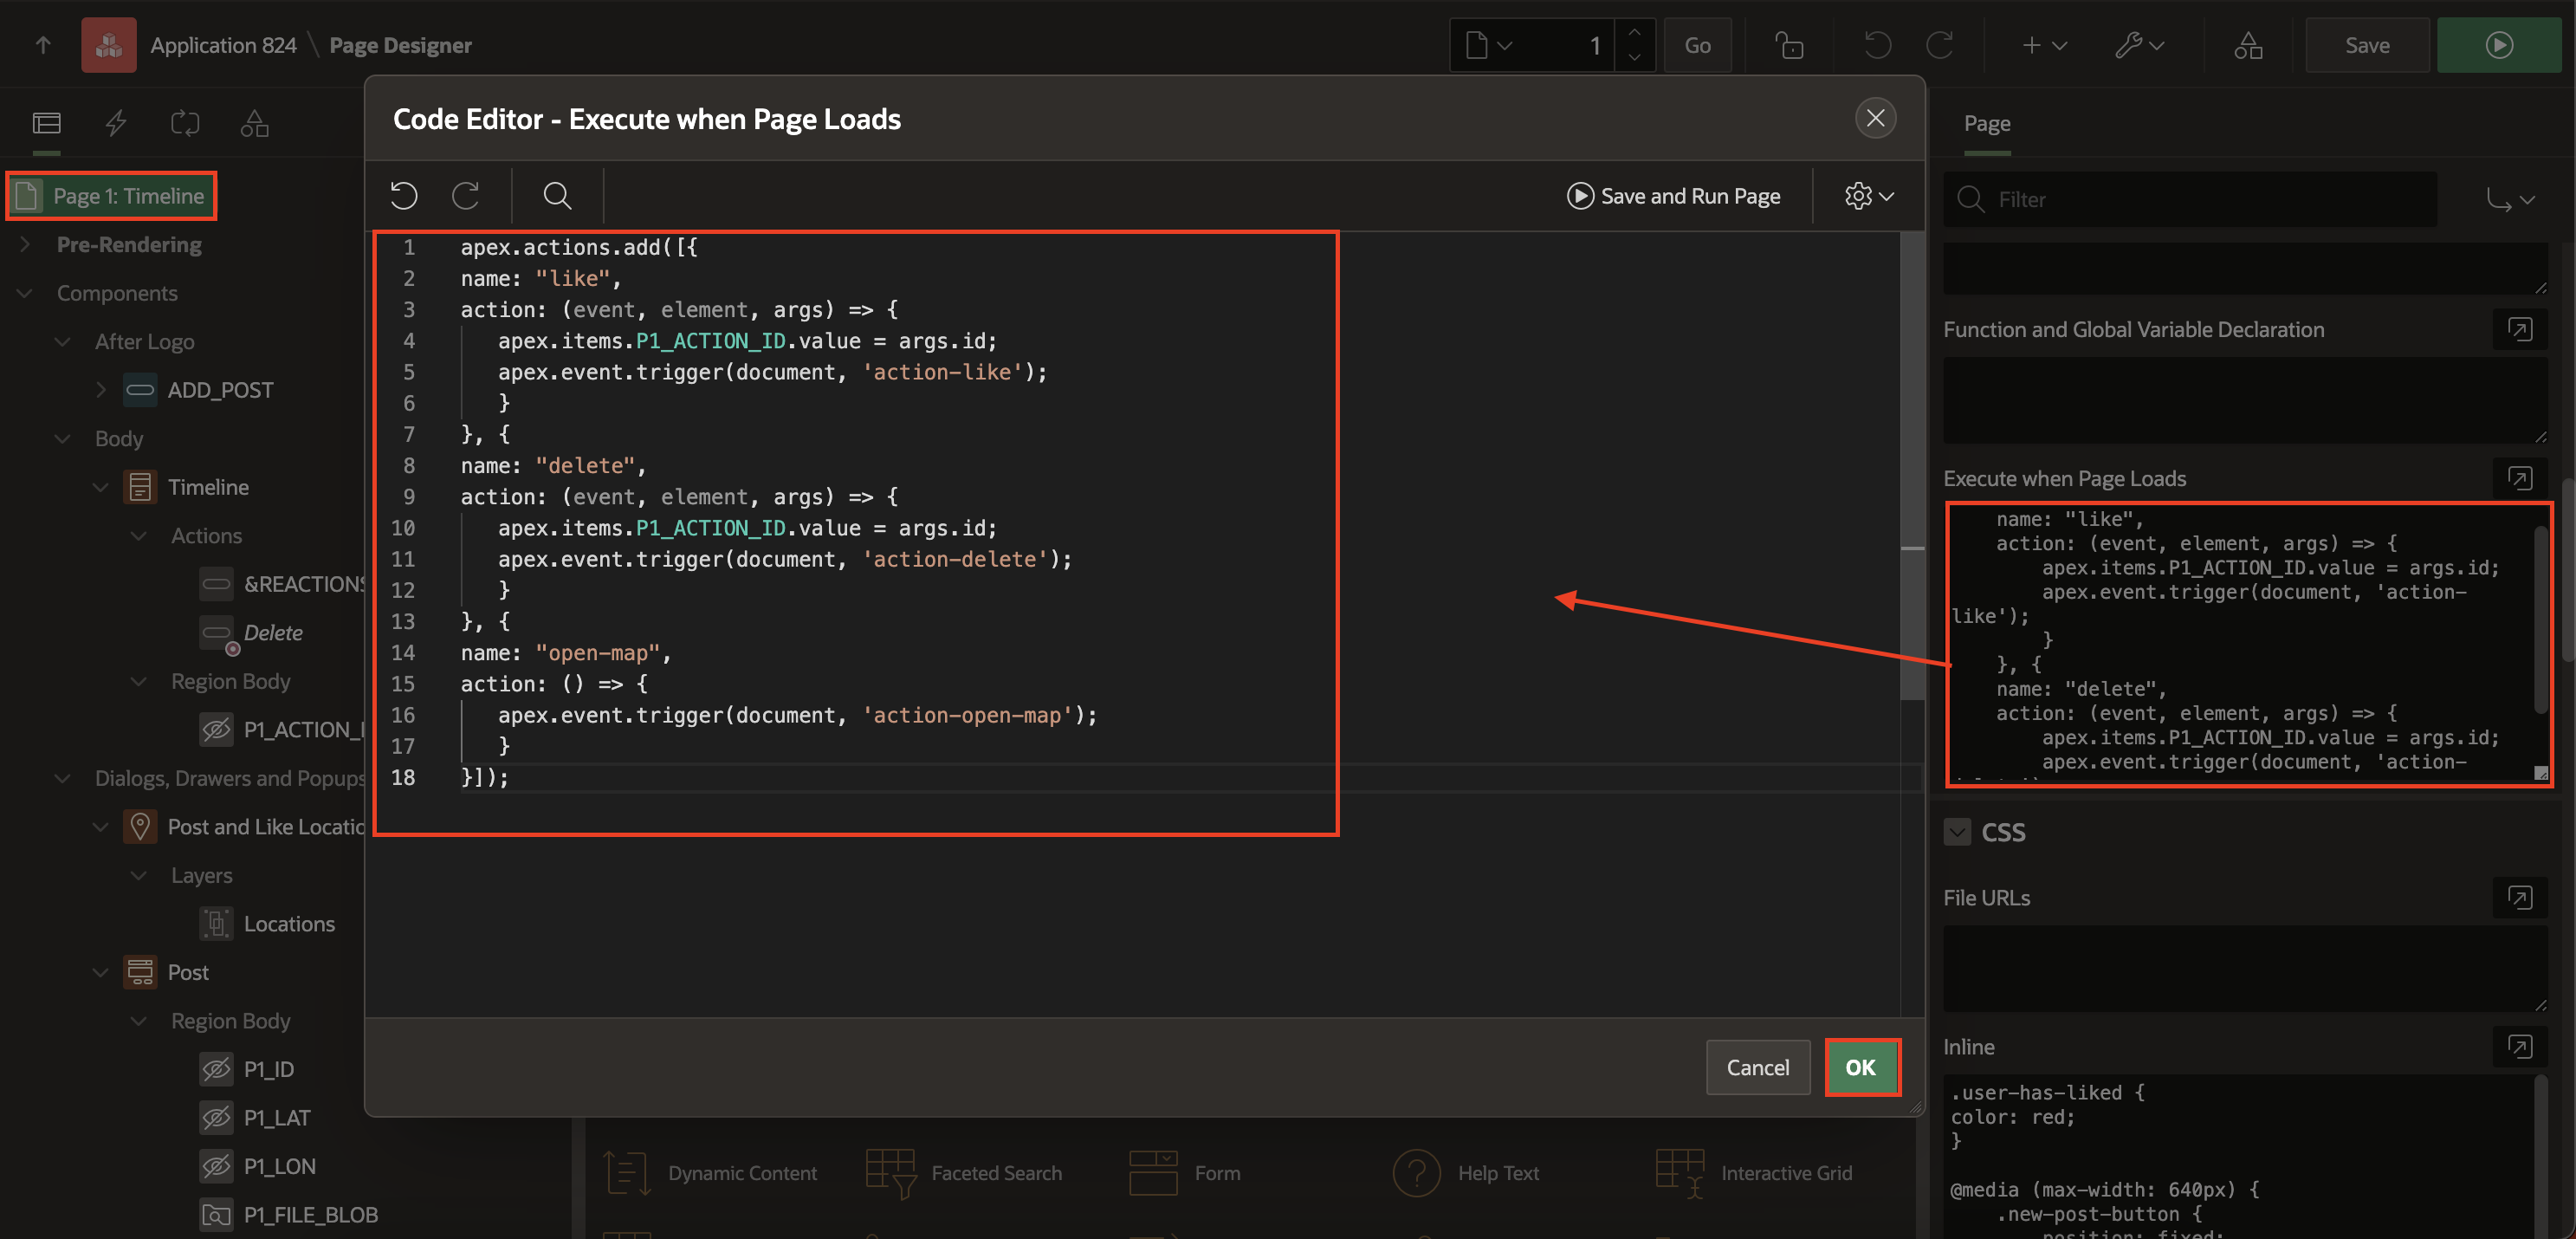 Application 824 \ Page Designer
1
Go
Save
Page 1: Timeline
Pre-Rendering
Components
After Logo
ADD_POST
Body
Timeline
Actions
&REACTIONS
Delete
Region Body
P1_ACTION_I
Dialogs, Drawers and Popups
Post and Like Locatio
Layers
Locations
Post
Region Body
P1_ID
P1_LAT
P1_LON
P1_FILE_BLOB
Code Editor - Execute when Page Loads
Save and Run Page
1 apex.actions.add([{
2 name: "like",
3 action: (event, element, args) => {
4 apex.items.P1_ACTION_ID.value = args.id;
5 apex.event.trigger(document, 'action-like');
6 }
7 }, {
8 name: "delete",
9 action: (event, element, args) => {
10 apex.items.P1_ACTION_ID.value = args.id;
11 apex.event.trigger(document, 'action-delete');
12 }
13 }, {
14 name: "open-map",
15 action: () => {
16 apex.event.trigger(document, 'action-open-map');
17 }
18 }]);
Cancel
OK
Dynamic Content
Faceted Search
Form
Help Text
Interactive Grid
Page
Filter
Function and Global Variable Declaration
Execute when Page Loads
name: "like",
action: (event, element, args) => {
apex.items.P1_ACTION_ID.value = args.id;
apex.event.trigger(document, 'action-
like');
}
}, {
name: "delete",
action: (event, element, args) => {
apex.items.P1_ACTION_ID.value = args.id;
apex.event.trigger(document, 'action-
CSS
File URLs
Inline
.user-has-liked {
color: red;
}
@media (max-width: 640px) {
.new-post-button {
position: fixed;